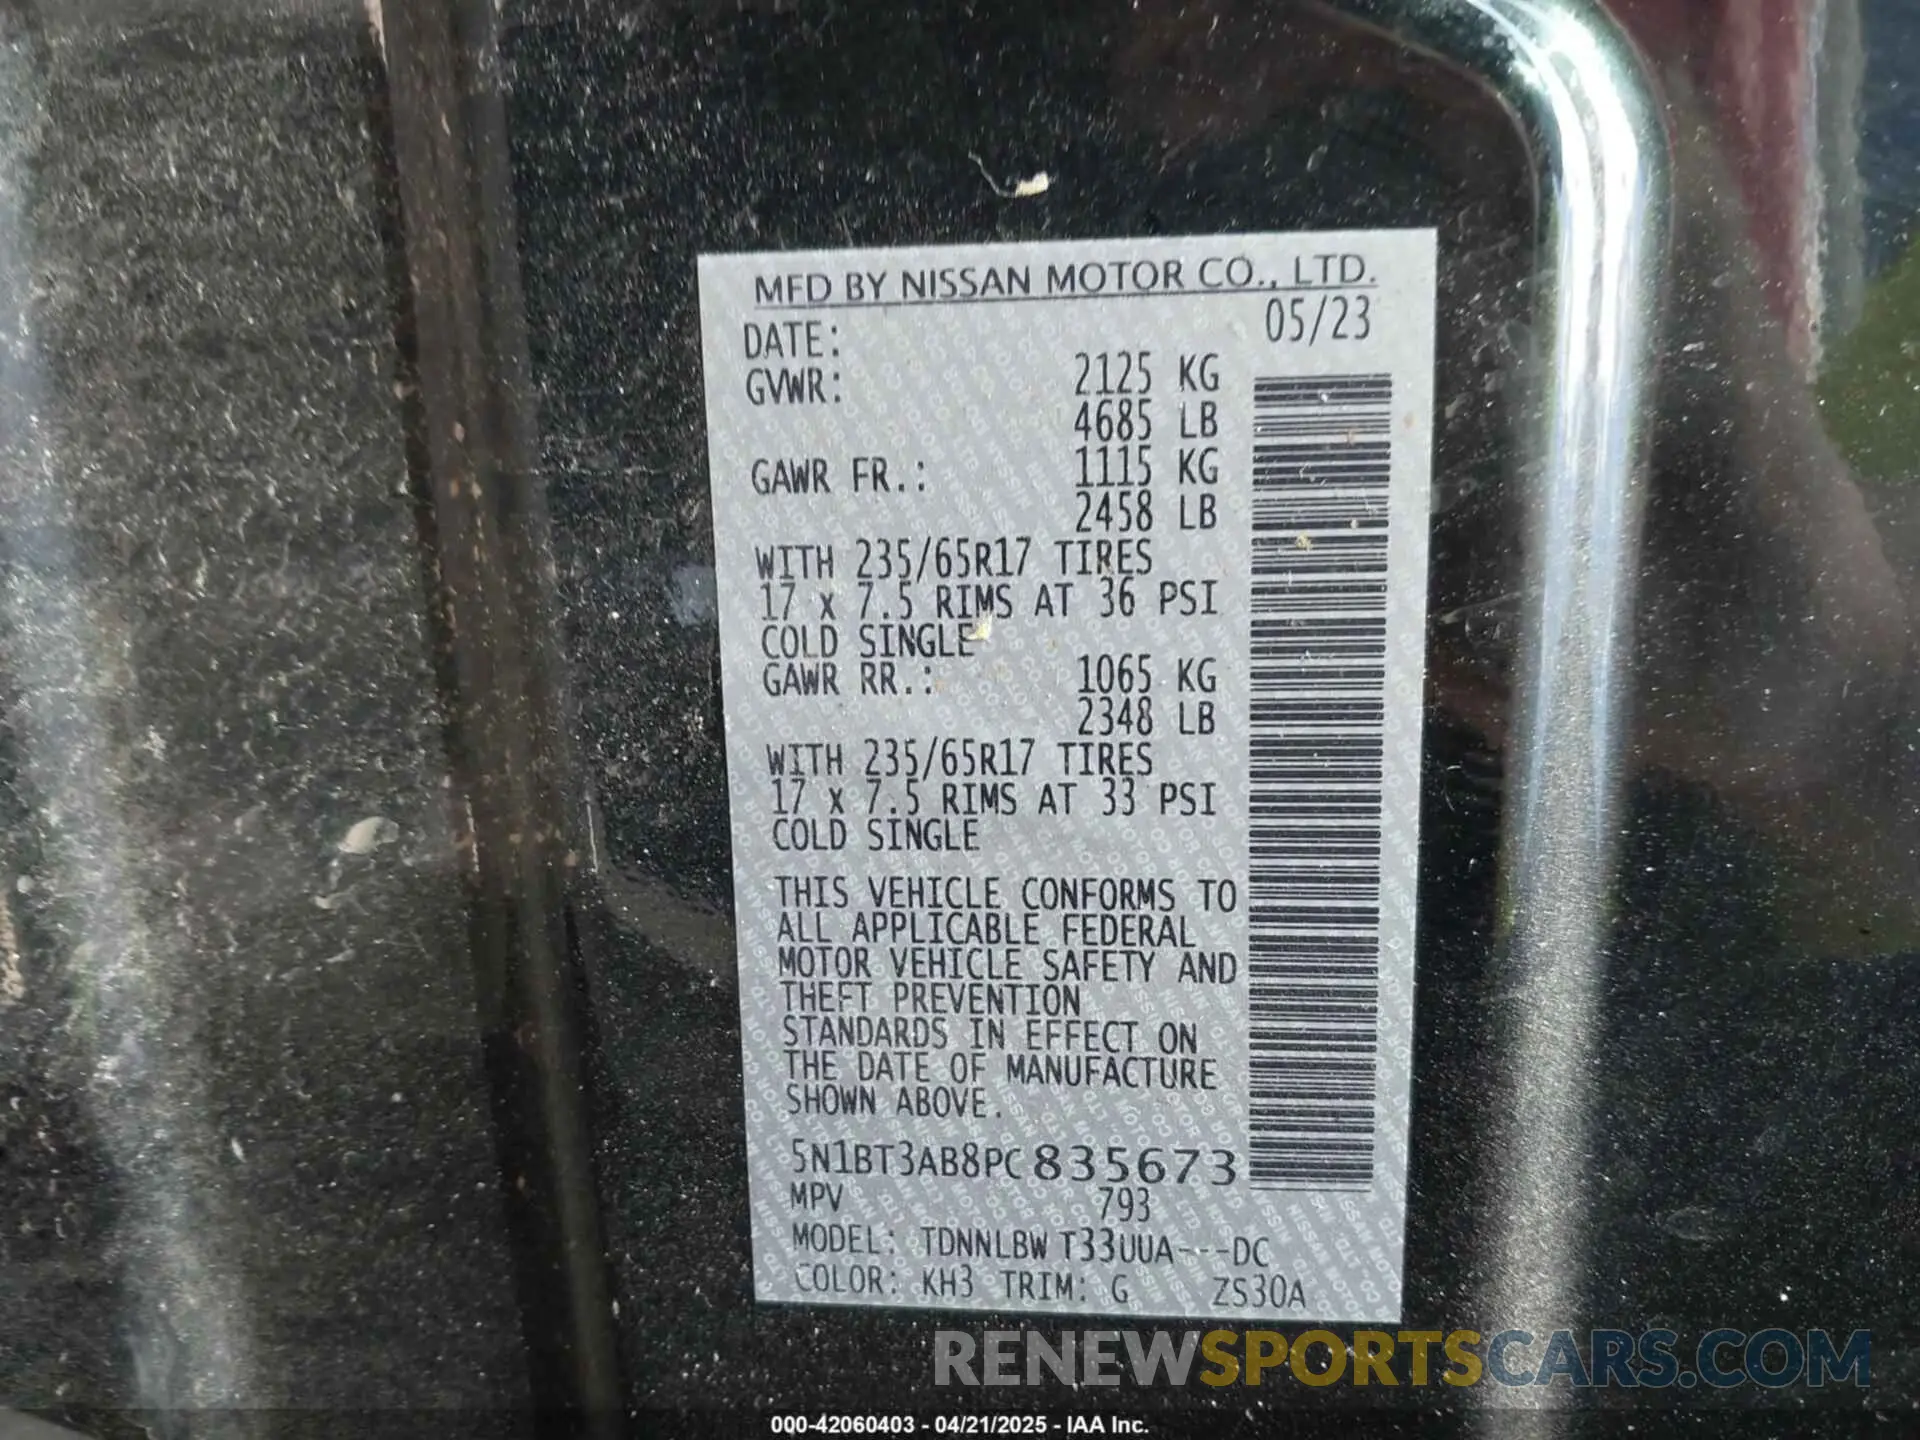 MFD BY NISSAN MOTOR CO., LTD.
DATE: 05/23
GVWR: 2125 KG
4685 LB
GAWR FR.: 1115 KG
2458 LB
WITH 235/65R17 TIRES
17 x 7.5 RIMS AT 36 PSI
COLD SINGLE
GAWR RR.: 1065 KG
2348 LB
WITH 235/65R17 TIRES
17 x 7.5 RIMS AT 33 PSI
COLD SINGLE
THIS VEHICLE CONFORMS TO
ALL APPLICABLE FEDERAL
MOTOR VEHICLE SAFETY AND
THEFT PREVENTION
STANDARDS IN EFFECT ON
THE DATE OF MANUFACTURE
SHOWN ABOVE.
5N1BT3AB8PC835673
MPV 793
MODEL: TDNNLBW T33UUA---DC
COLOR: KH3 TRIM: G ZS30A
RENEWSPORTSCARS.COM
000-42060403 - 04/21/2025 - IAA Inc.